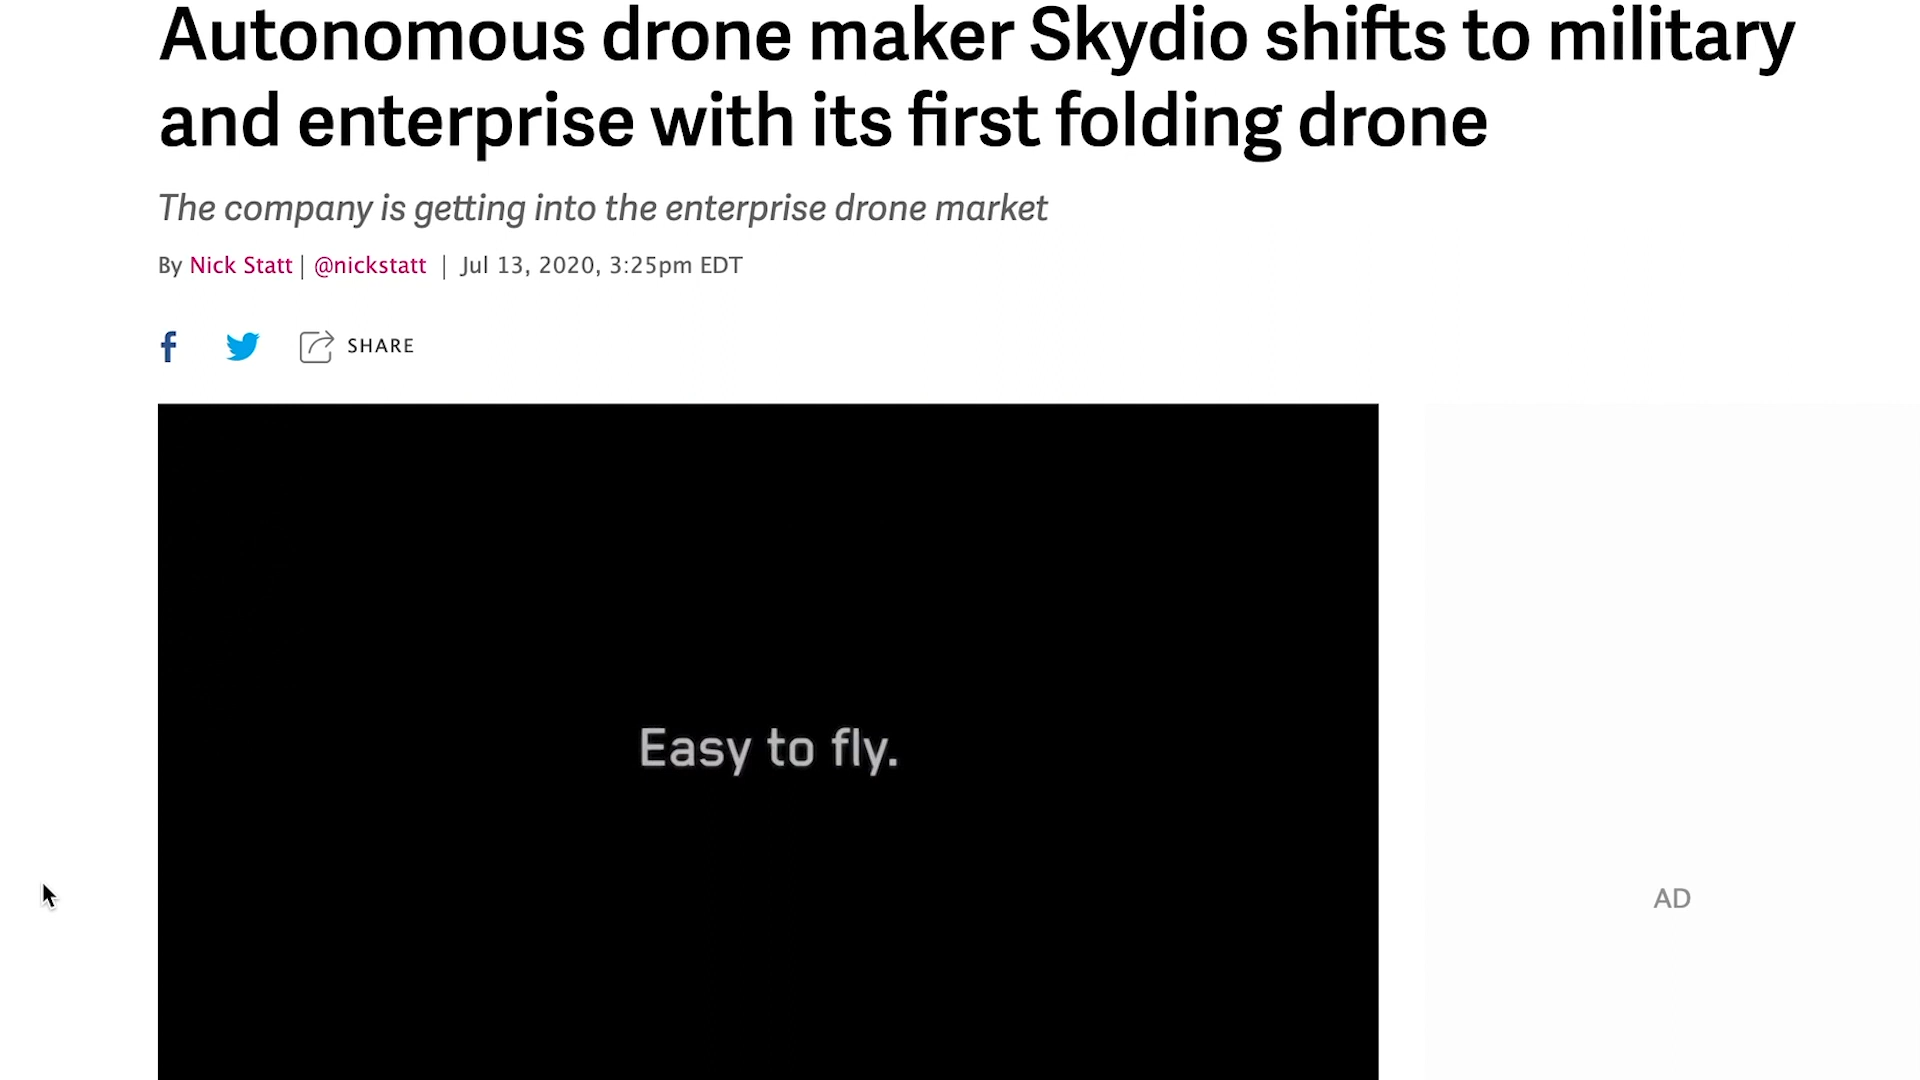 Autonomous drone maker Skydio shifts to military
and enterprise with its first folding drone
The company is getting into the enterprise drone market
By Nick Statt | @nickstatt | Jul 13, 2020, 3:25pm EDT
SHARE
Easy to fly.
AD